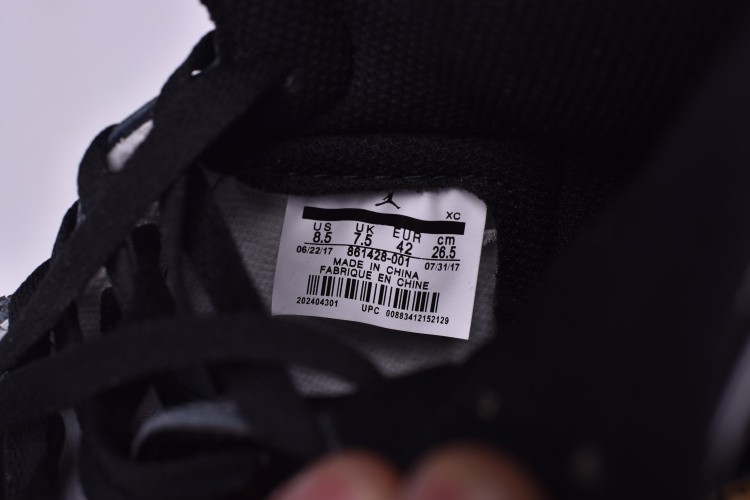 XC
US UK EUR cm
8.5 7.5 42 26.5
06/22/17 861428-001 07/31/17
MADE IN CHINA
FABRIQUE EN CHINE
202404301 UPC 00883412152129